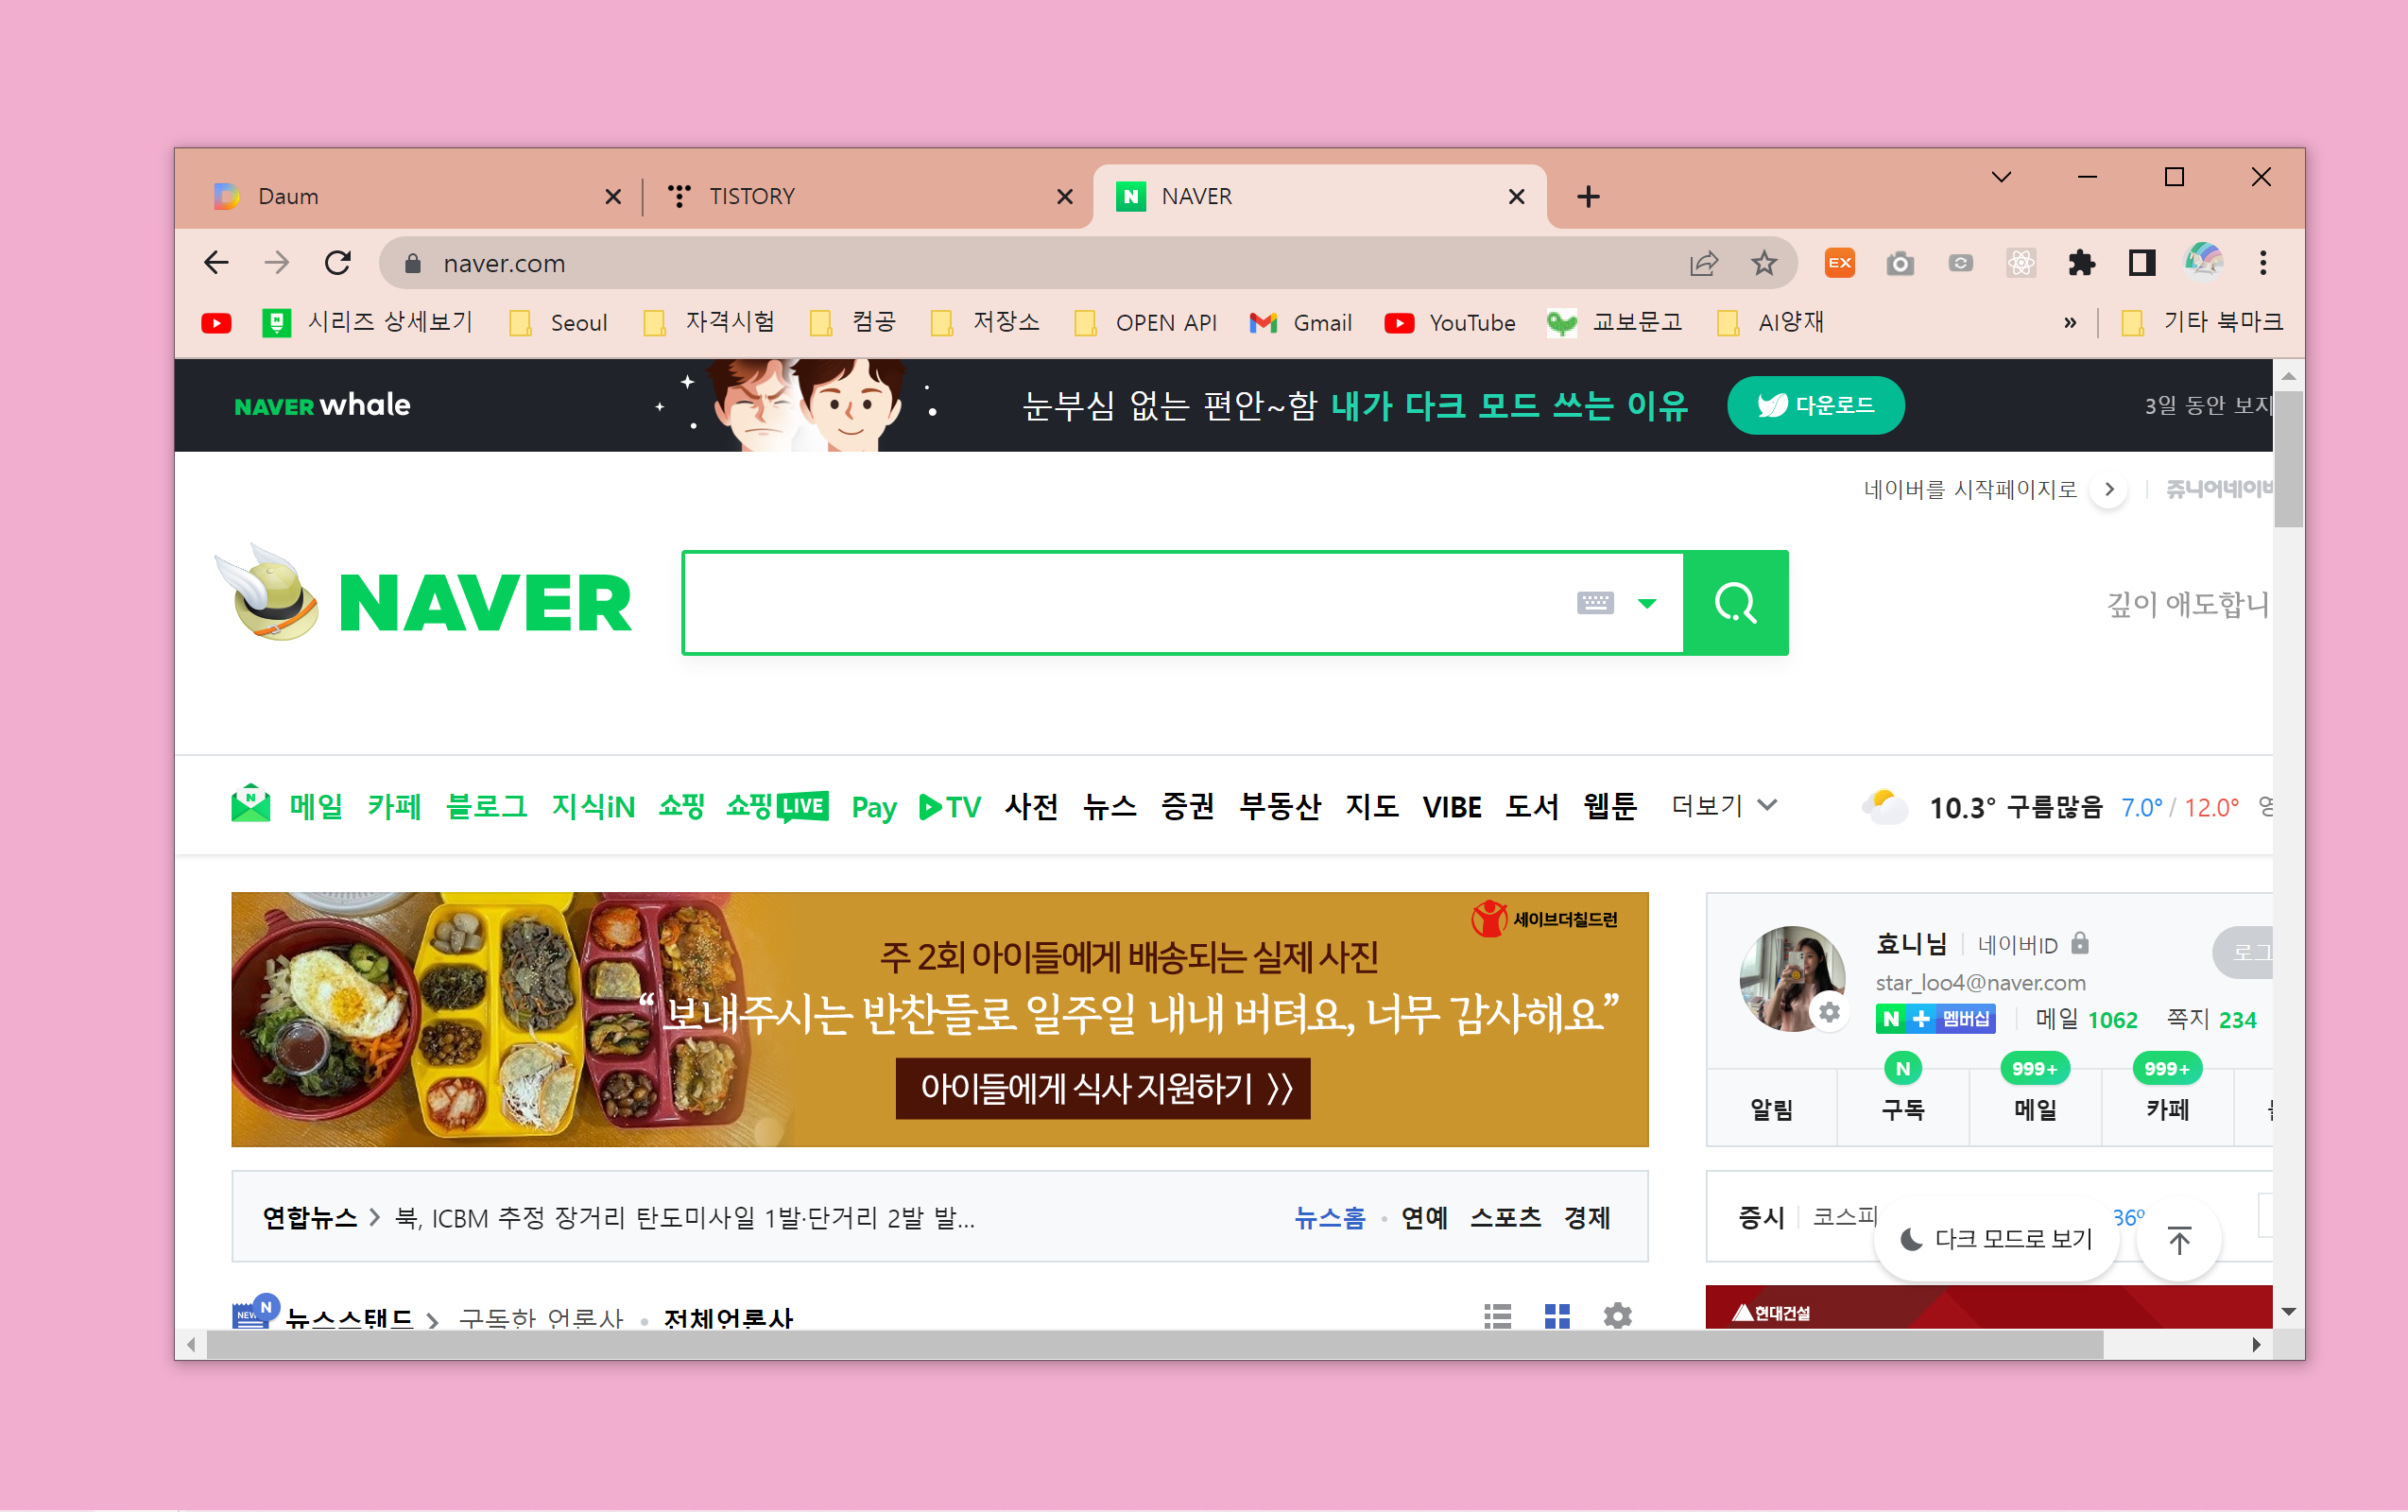 Daum
TISTORY
NAVER
naver.com
EX
시리즈 상세보기
Seoul
자격시험
컴공
저장소
OPEN API
Gmail
YouTube
교보문고
AI양재
»
기타 북마크
NAVER whale
눈부심 없는 편안~함 내가 다크 모드 쓰는 이유
다운로드
3일 동안 보지
네이버를 시작페이지로
쥬니어네이버
NAVER
깊이 애도합니
메일 카페 블로그 지식iN 쇼핑 쇼핑LIVE Pay TV 사전 뉴스 증권 부동산 지도 VIBE 도서 웹툰 더보기
10.3° 구름많음 7.0° / 12.0°
세이브더칠드런
주 2회 아이들에게 배송되는 실제 사진
“보내주시는 반찬들로 일주일 내내 버텨요, 너무 감사해요”
아이들에게 식사 지원하기 》
효니님 네이버ID
로그
star_loo4@naver.com
N + 멤버십 메일 1062 쪽지 234
N 999+ 999+
알림 구독 메일 카페
연합뉴스 > 북, ICBM 추정 장거리 탄도미사일 1발·단거리 2발 발...
뉴스홈 · 연예 스포츠 경제
증시 코스피
36°
다크 모드로 보기
NEWS N
뉴스스탠드 > 구독한 언론사 · 전체언론사
현대건설